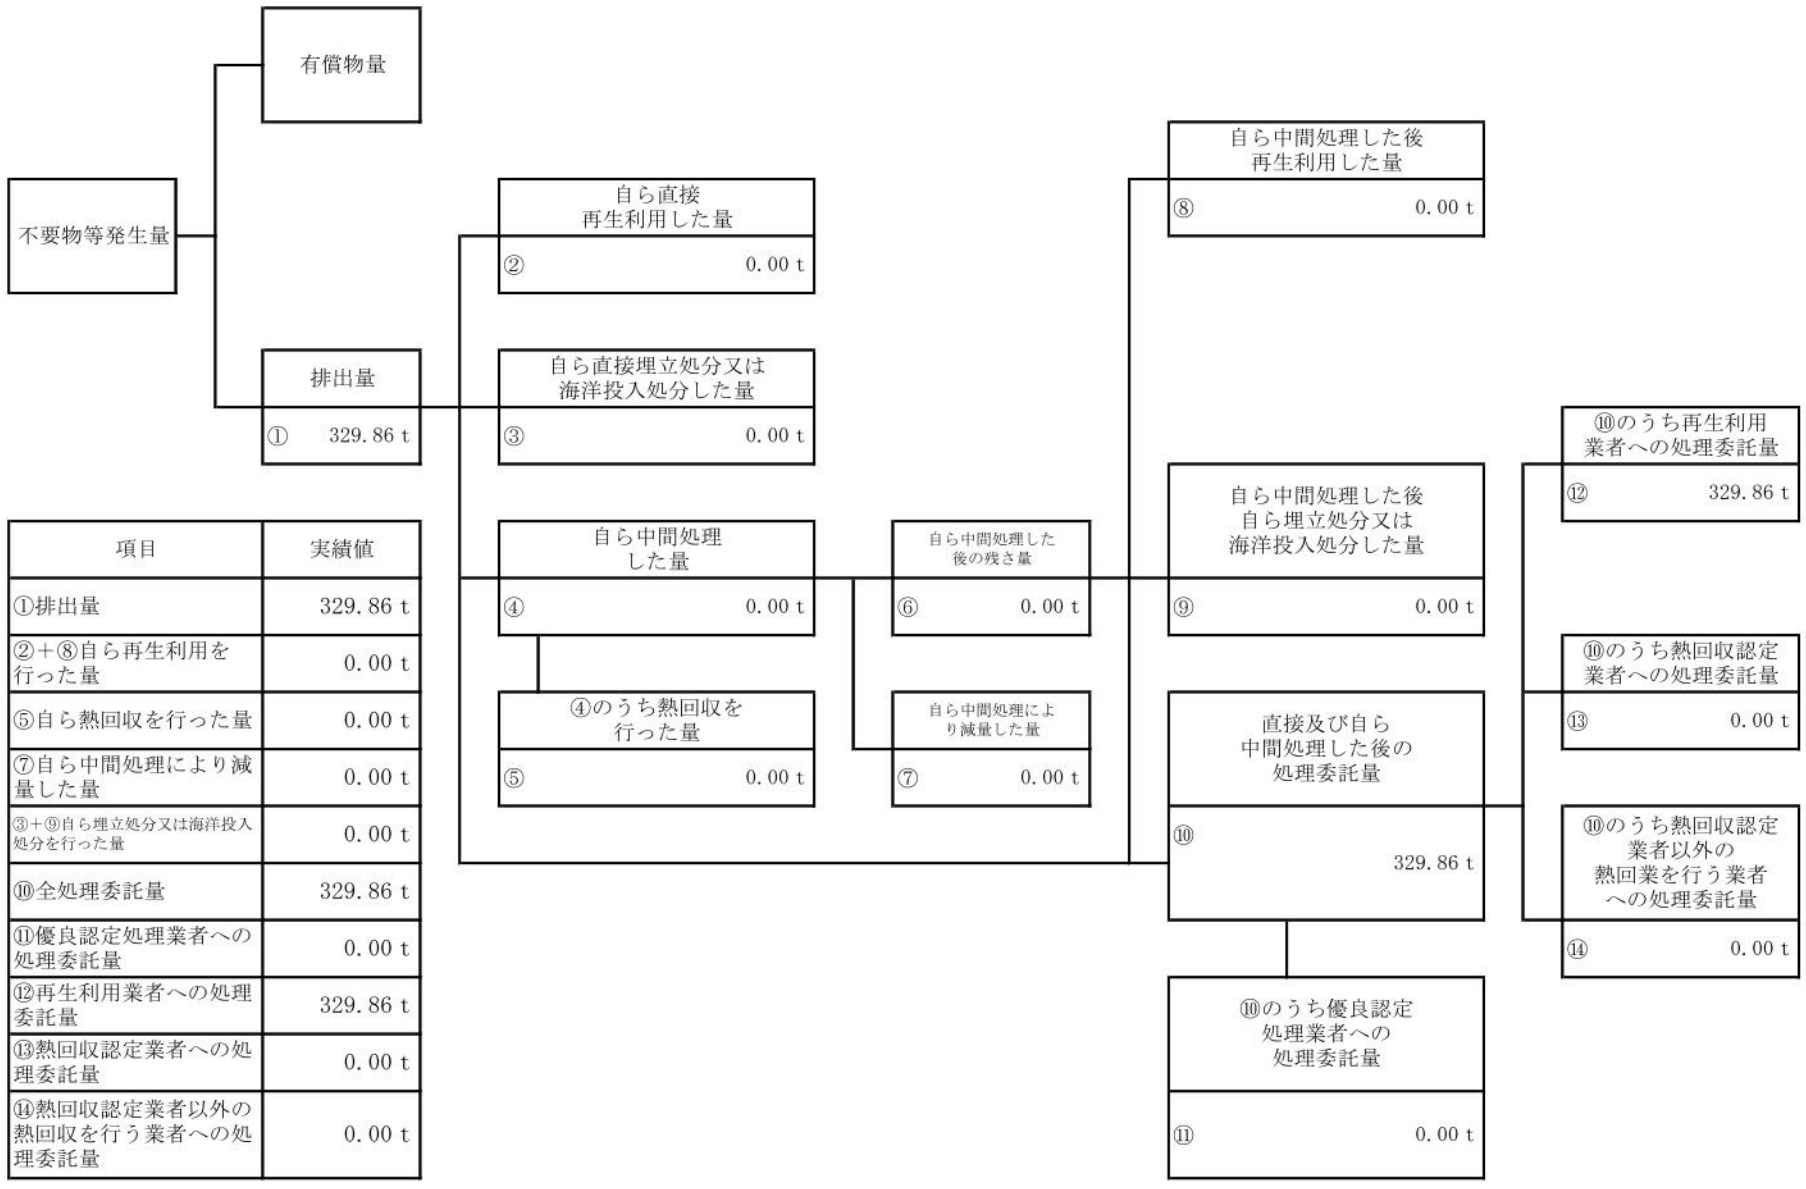 有償物量
不要物等発生量
排出量
① 329.86 t
自ら直接
再生利用した量
② 0.00 t
自ら直接埋立処分又は
海洋投入処分した量
③ 0.00 t
自ら中間処理
した量
④ 0.00 t
④のうち熱回収を
行った量
⑤ 0.00 t
自ら中間処理した
後の残さ量
⑥ 0.00 t
自ら中間処理によ
り減量した量
⑦ 0.00 t
自ら中間処理した後
再生利用した量
⑧ 0.00 t
自ら中間処理した後
自ら埋立処分又は
海洋投入処分した量
⑨ 0.00 t
直接及び自ら
中間処理した後の
処理委託量
⑩
329.86 t
⑩のうち優良認定
処理業者への
処理委託量
⑪ 0.00 t
⑩のうち再生利用
業者への処理委託量
⑫ 329.86 t
⑩のうち熱回収認定
業者への処理委託量
⑬ 0.00 t
⑩のうち熱回収認定
業者以外の
熱回業を行う業者
への処理委託量
⑭ 0.00 t
項目 実績値
①排出量 329.86 t
②＋⑧自ら再生利用を
行った量 0.00 t
⑤自ら熱回収を行った量 0.00 t
⑦自ら中間処理により減
量した量 0.00 t
③＋⑨自ら埋立処分又は海洋投入
処分を行った量 0.00 t
⑩全処理委託量 329.86 t
⑪優良認定処理業者への
処理委託量 0.00 t
⑫再生利用業者への処理
委託量 329.86 t
⑬熱回収認定業者への処
理委託量 0.00 t
⑭熱回収認定業者以外の
熱回収を行う業者への処
理委託量 0.00 t